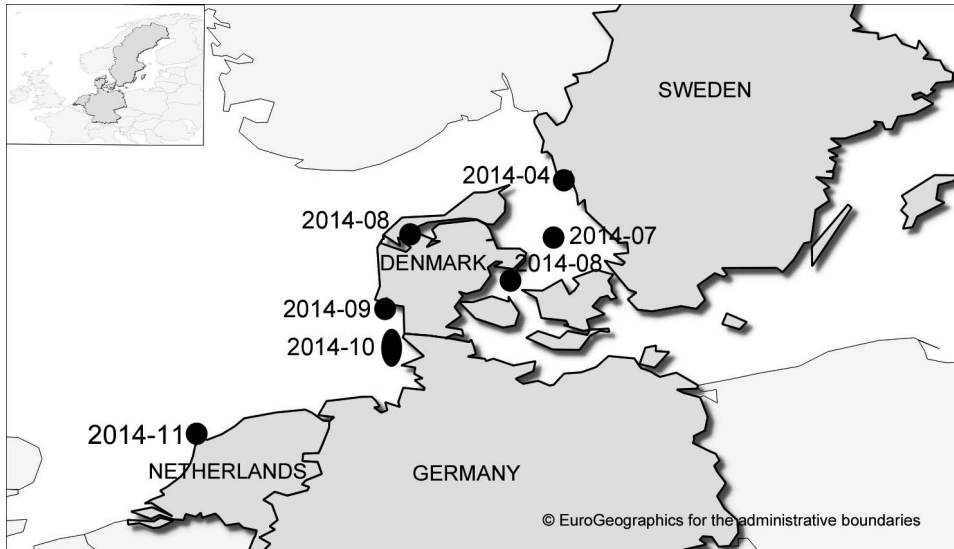 SWEDEN
2014-04
2014-08
2014-07
DENMARK
2014-08
2014-09
2014-10
2014-11
NETHERLANDS
GERMANY
© EuroGeographics for the administrative boundaries